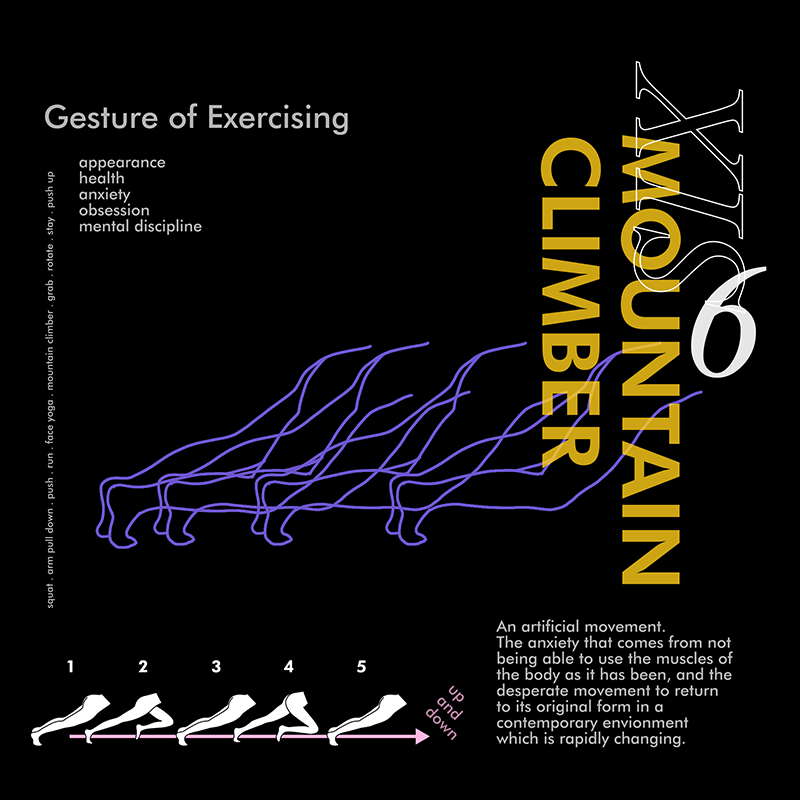 Gesture of Exercising
appearance
health
anxiety
obsession
mental discipline
squat . arm pull down . push . run . face yoga . mountain climber . grab . rotate . stay . push up
SIX
6
MOUNTAIN
CLIMBER
1 2 3 4 5
up
and
down
An artificial movement.
The anxiety that comes from not
being able to use the muscles of
the body as it has been, and the
desperate movement to return
to its original form in a
contemporary envionment
which is rapidly changing.